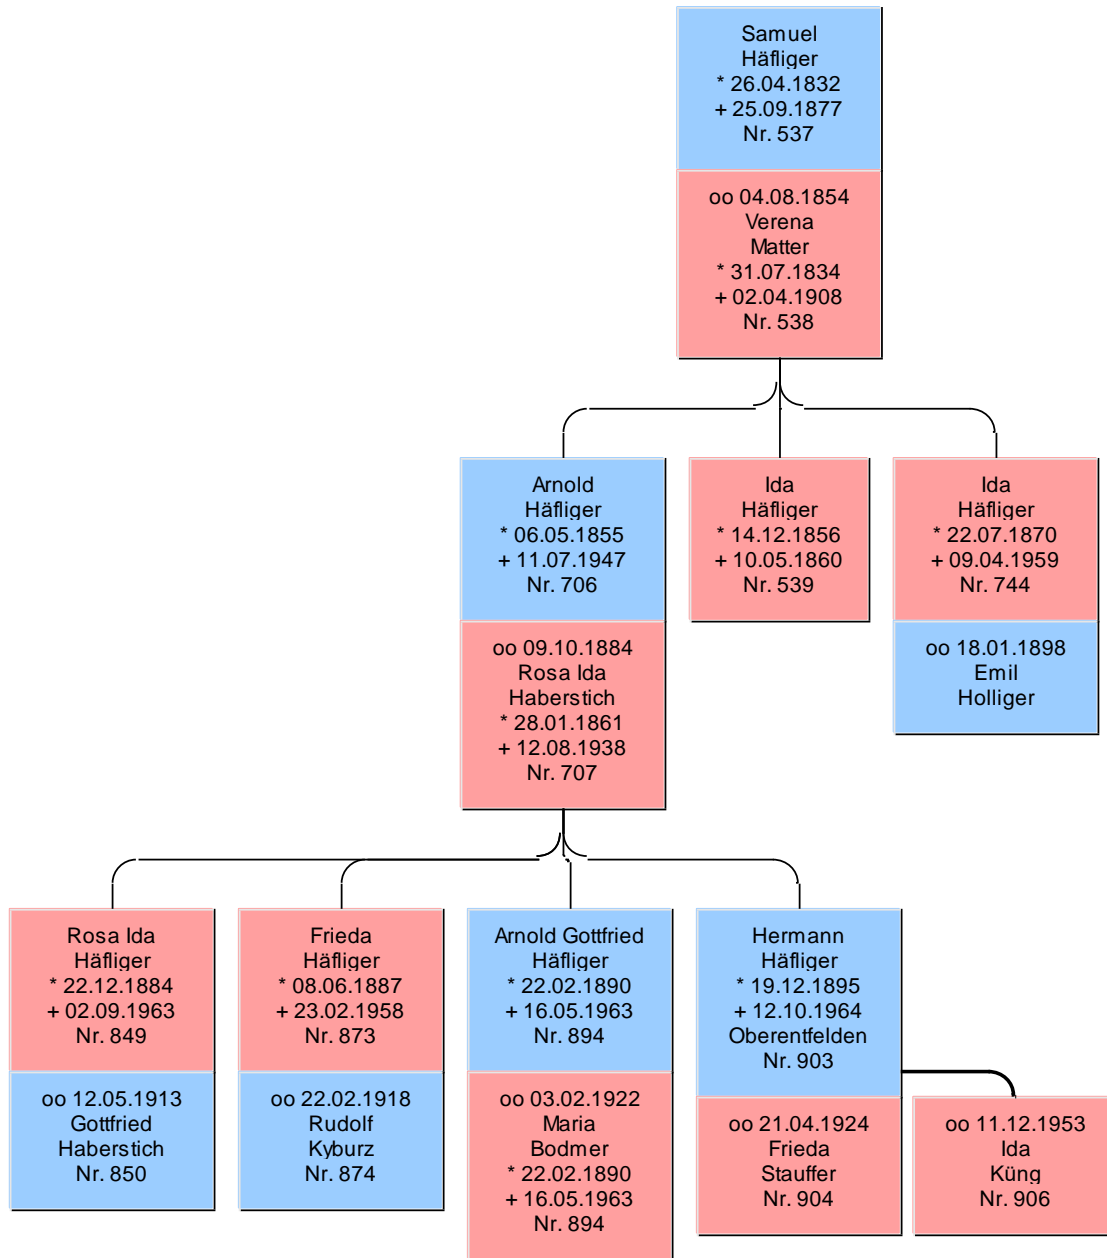 Samuel
Häfliger
* 26.04.1832
+ 25.09.1877
Nr. 537
oo 04.08.1854
Verena
Matter
* 31.07.1834
+ 02.04.1908
Nr. 538
Arnold
Häfliger
* 06.05.1855
+ 11.07.1947
Nr. 706
oo 09.10.1884
Rosa Ida
Haberstich
* 28.01.1861
+ 12.08.1938
Nr. 707
Ida
Häfliger
* 14.12.1856
+ 10.05.1860
Nr. 539
Ida
Häfliger
* 22.07.1870
+ 09.04.1959
Nr. 744
oo 18.01.1898
Emil
Holliger
Rosa Ida
Häfliger
* 22.12.1884
+ 02.09.1963
Nr. 849
oo 12.05.1913
Gottfried
Haberstich
Nr. 850
Frieda
Häfliger
* 08.06.1887
+ 23.02.1958
Nr. 873
oo 22.02.1918
Rudolf
Kyburz
Nr. 874
Arnold Gottfried
Häfliger
* 22.02.1890
+ 16.05.1963
Nr. 894
oo 03.02.1922
Maria
Bodmer
* 22.02.1890
+ 16.05.1963
Nr. 894
Hermann
Häfliger
* 19.12.1895
+ 12.10.1964
Oberentfelden
Nr. 903
oo 21.04.1924
Frieda
Stauffer
Nr. 904
oo 11.12.1953
Ida
Küng
Nr. 906